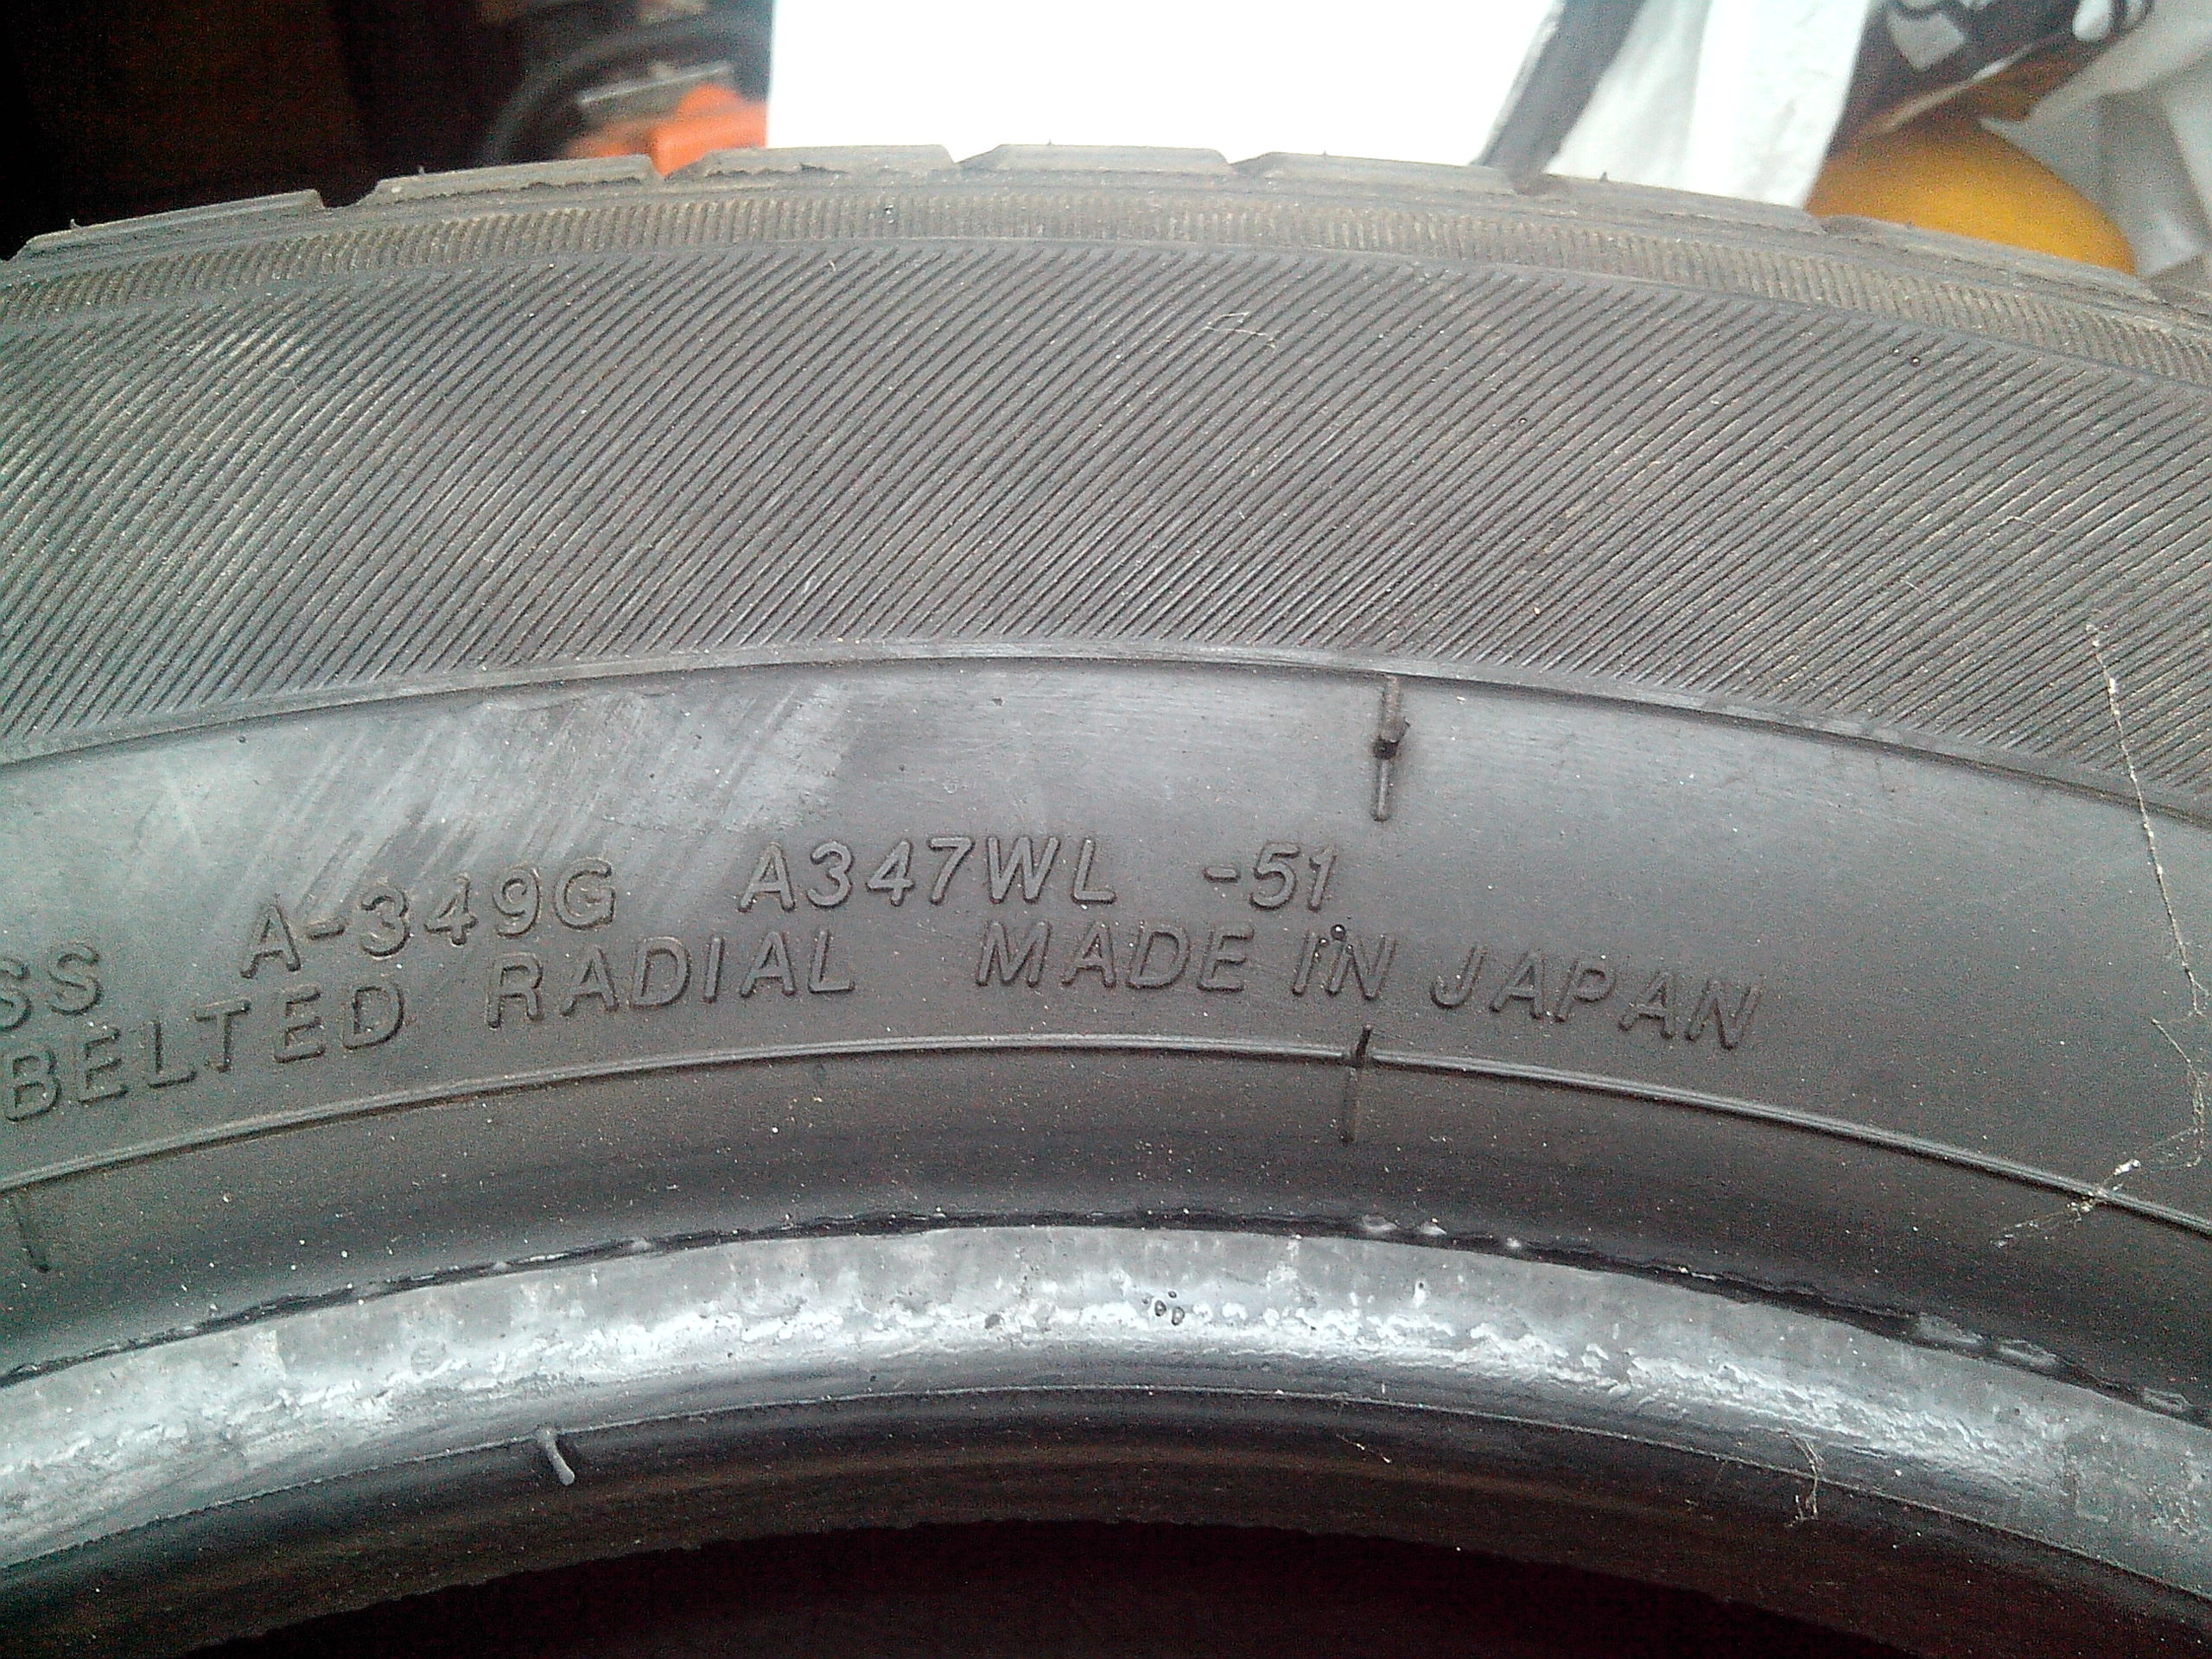 SS A-349G A347WL -51
BELTED RADIAL MADE IN JAPAN